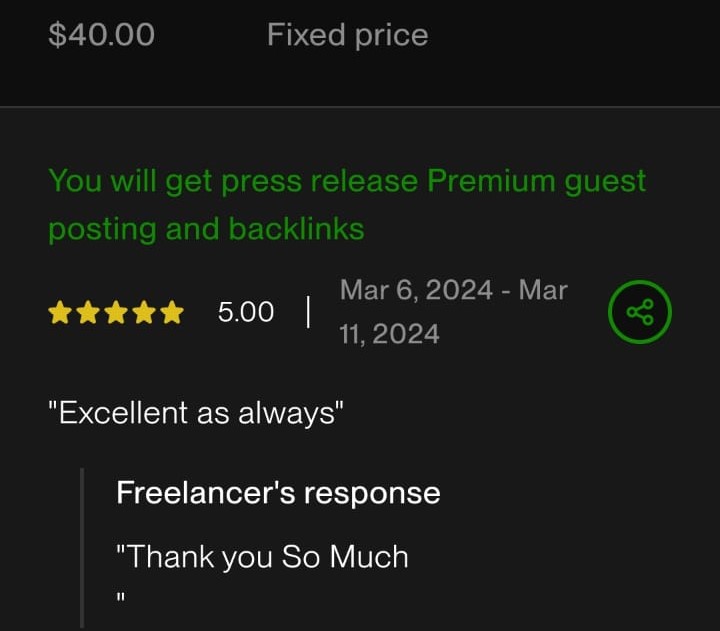 $40.00 Fixed price
You will get press release Premium guest
posting and backlinks
5.00 | Mar 6, 2024 - Mar
11, 2024
"Excellent as always"
Freelancer's response
"Thank you So Much
"